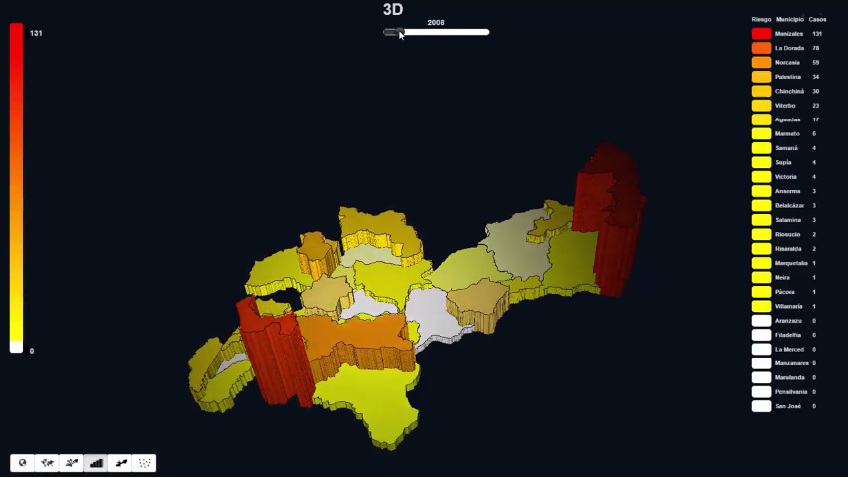 3D
2008
131
0
Riesgo Municipio Casos
Manizales 131
La Dorada 78
Norcasia 59
Palestina 34
Chinchiná 30
Viterbo 23
Aguadas 17
Marmato 6
Samaná 4
Supía 4
Victoria 4
Anserma 3
Belalcázar 3
Salamina 3
Riosucio 2
Risaralda 2
Marquetalia 1
Neira 1
Pácora 1
Villamaría 1
Aranzazu 0
Filadelfia 0
La Merced 0
Manzanares 0
Marulanda 0
Pensilvania 0
San José 0